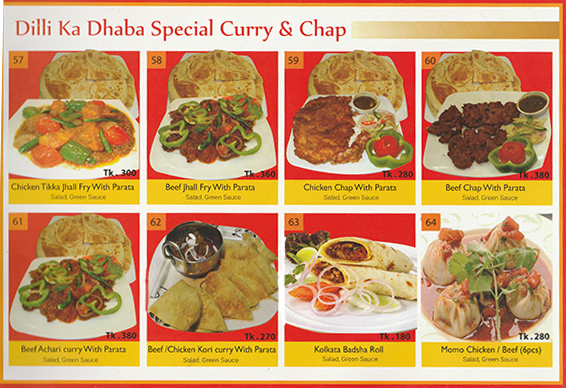 Dilli Ka Dhaba Special Curry & Chap
57
Tk. 300
Chicken Tikka Jhall Fry With Parata
Salad, Green Sauce
58
Tk.360
Beef Jhall Fry With Parata
Salad, Green Sauce
59
Tk.280
Chicken Chap With Parata
Salad, Green Sauce
60
Tk.380
Beef Chap With Parata
Salad, Green Sauce
61
Tk.380
Beef Achari curry With Parata
Salad, Green Sauce
62
Tk.270
Beef /Chicken Kori curry With Parata
Salad, Green Sauce
63
Tk.180
Kolkata Badsha Roll
Salad, Green Sauce
64
Tk.280
Momo Chicken / Beef (6pcs)
Salad, Green Sauce